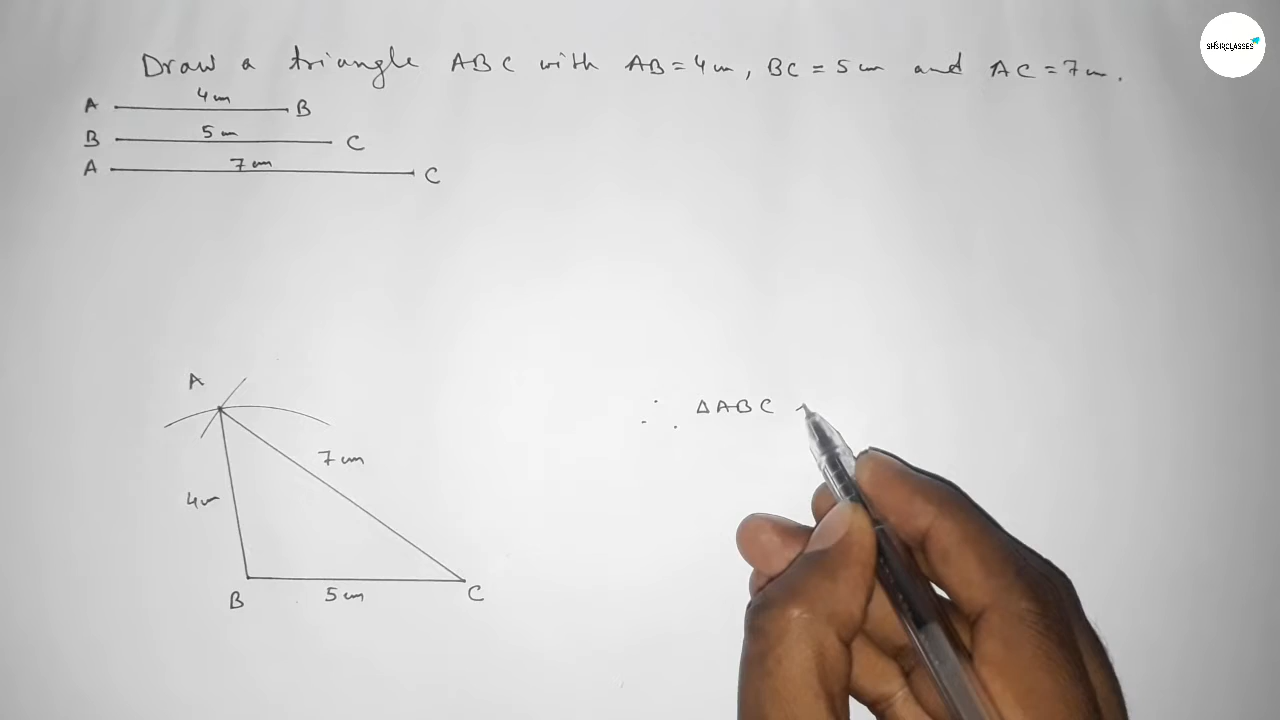 SHSIRCLASSES
Draw a triangle ABC with AB = 4 cm, BC = 5 cm and AC = 7 cm.
A 4 cm B
B 5 cm C
A 7 cm C
A
7 cm
4 cm
B 5 cm C
∴ ΔABC